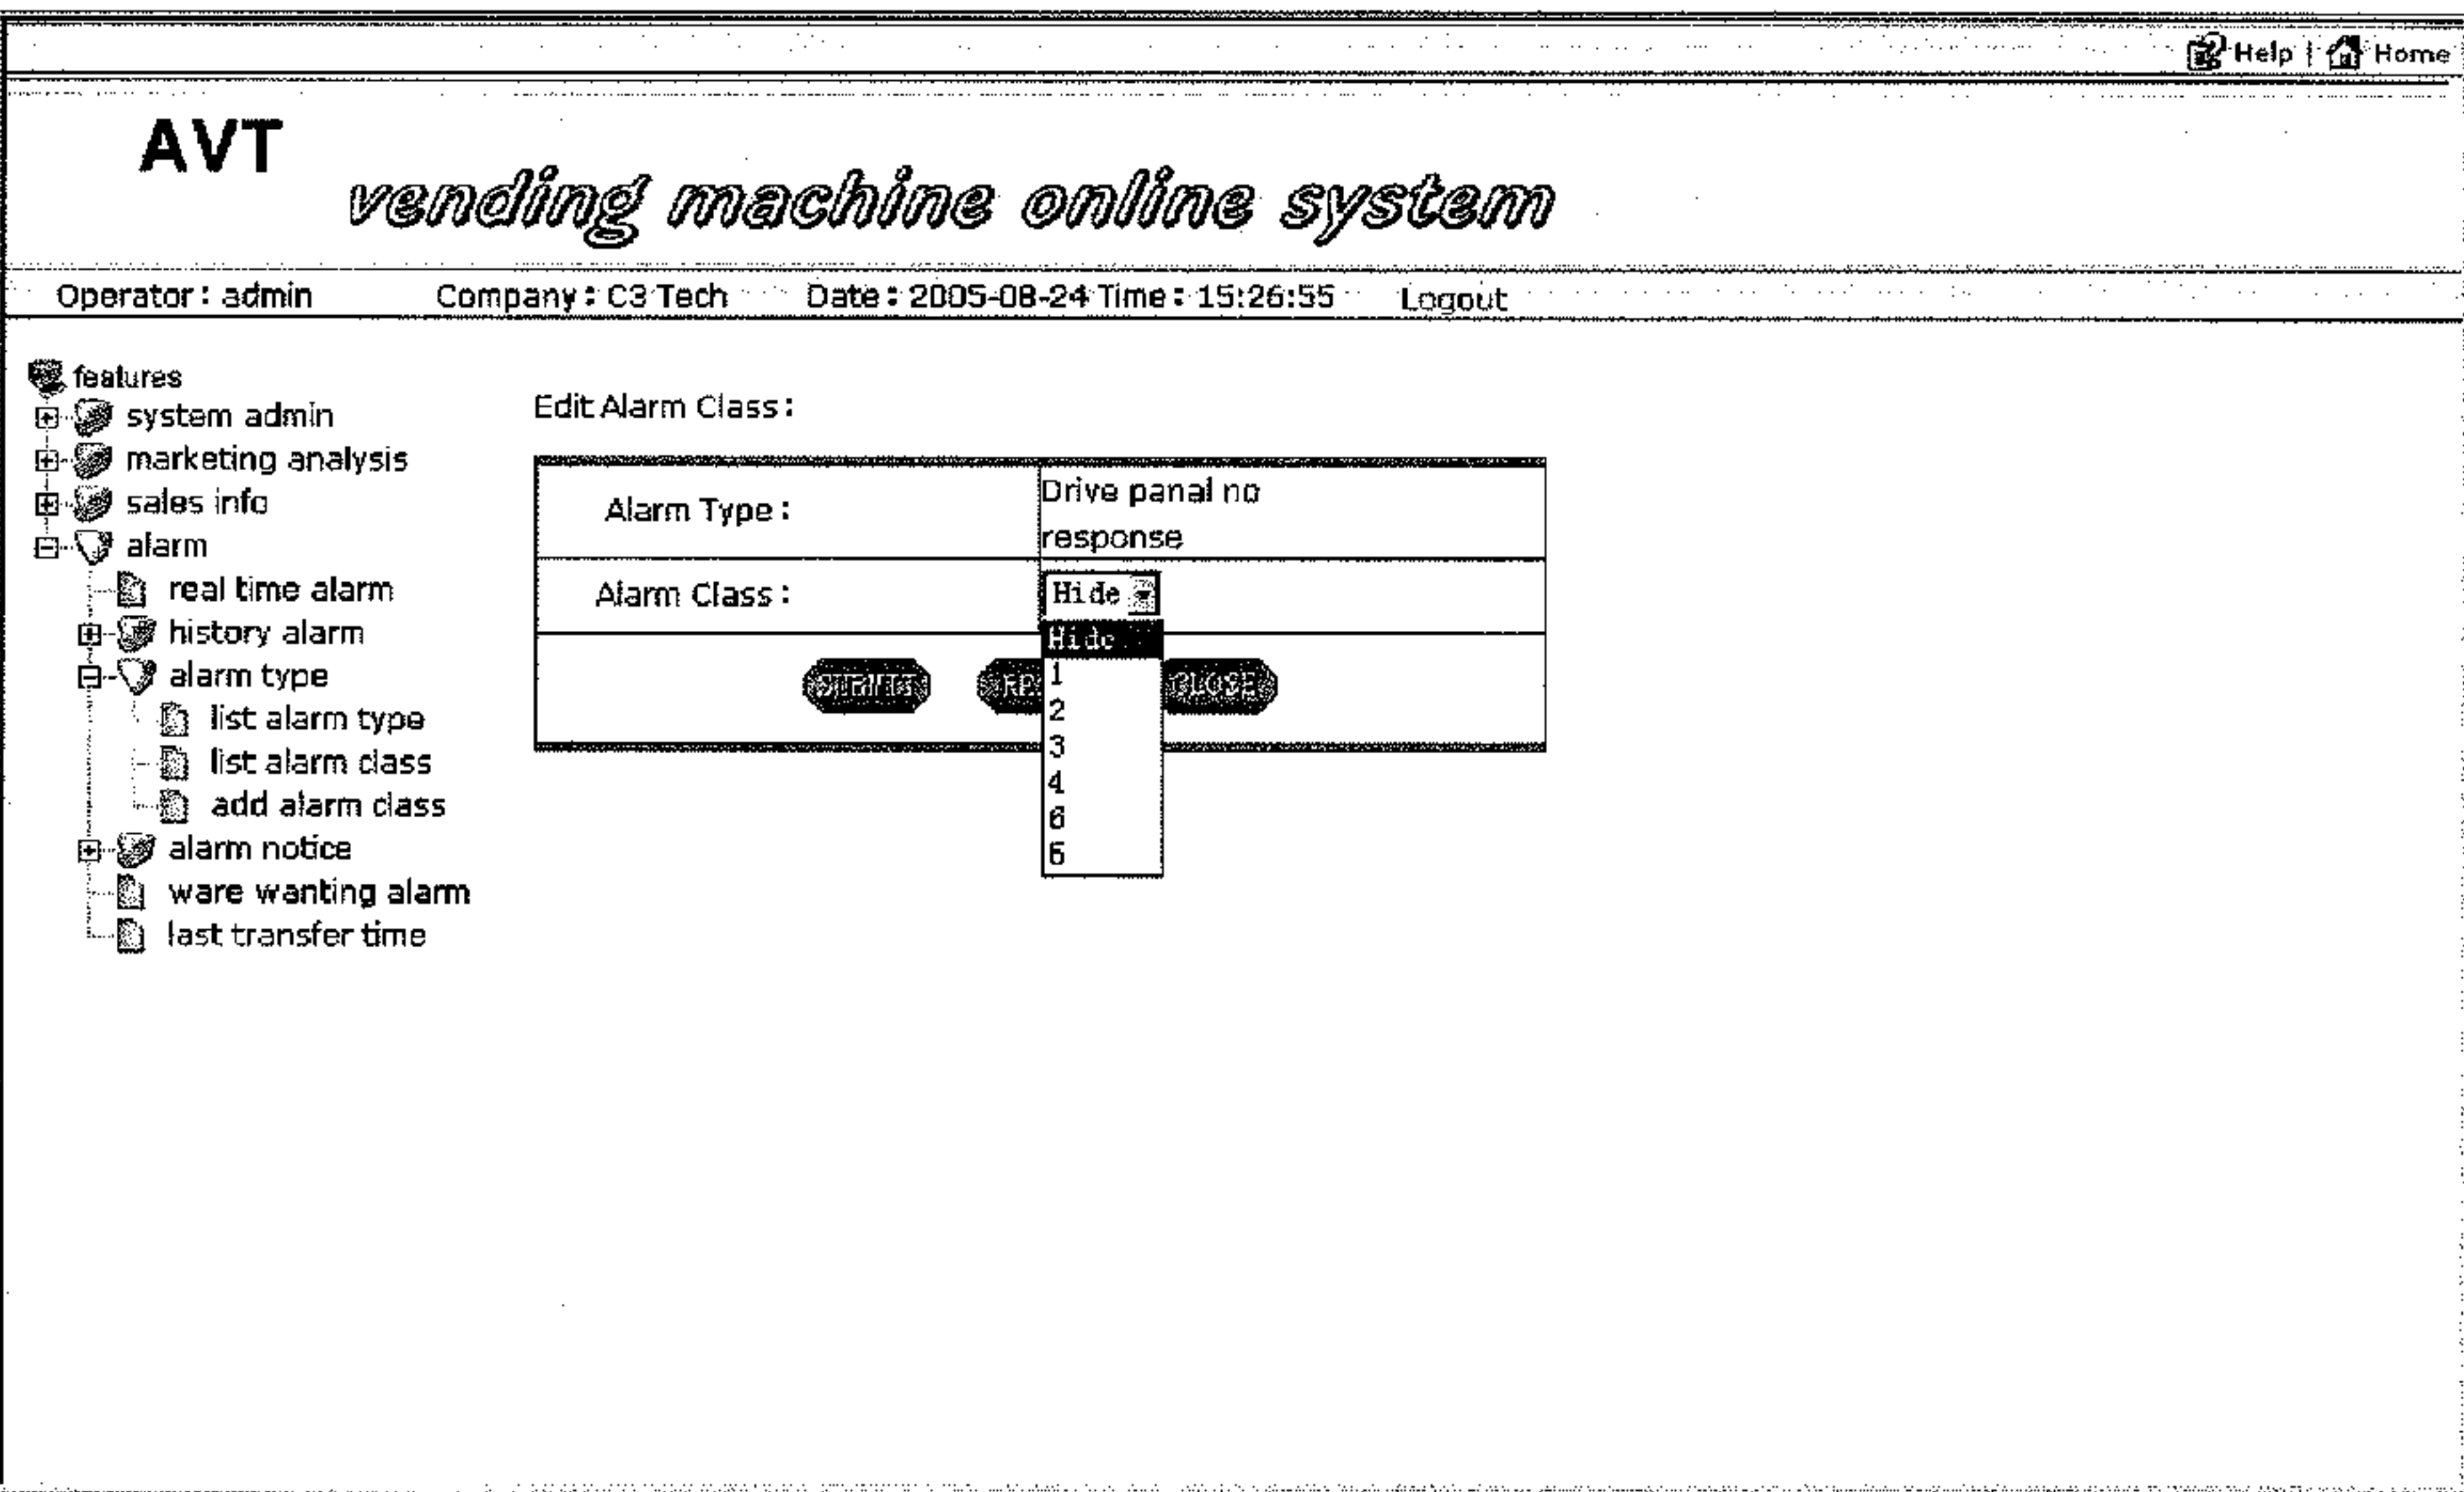 Help | Home
AVT
vending machine online system
Operator: admin Company: C3 Tech Date: 2005-08-24 Time: 15:26:55 Logout
features
system admin
marketing analysis
sales info
alarm
real time alarm
history alarm
alarm type
list alarm type
list alarm class
add alarm class
alarm notice
ware wanting alarm
last transfer time
Edit Alarm Class:
Alarm Type: Drive panal no
response
Alarm Class: Hide
Hide
1
2
3
4
6
5
CLOSE